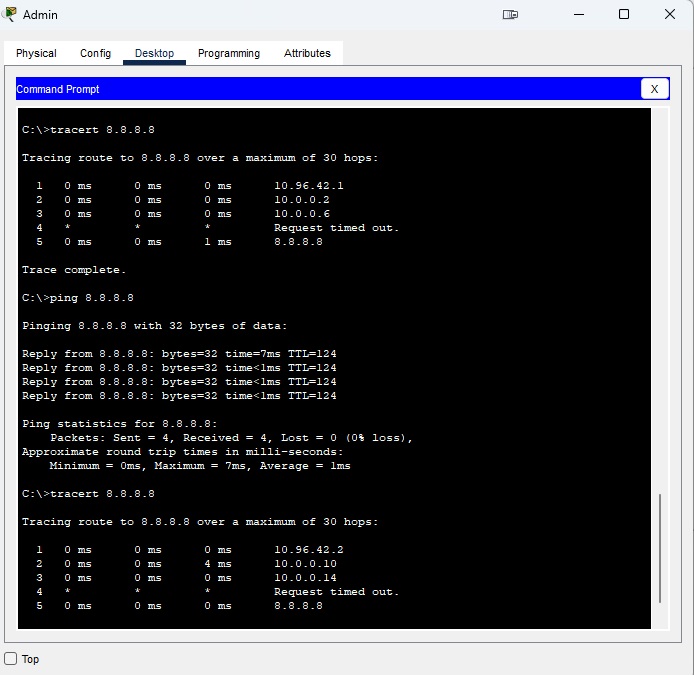 Admin
Physical Config Desktop Programming Attributes
Command Prompt X
C:\>tracert 8.8.8.8
Tracing route to 8.8.8.8 over a maximum of 30 hops:
1 0 ms 0 ms 0 ms 10.96.42.1
2 0 ms 0 ms 0 ms 10.0.0.2
3 0 ms 0 ms 0 ms 10.0.0.6
4 * * * Request timed out.
5 0 ms 0 ms 1 ms 8.8.8.8
Trace complete.
C:\>ping 8.8.8.8
Pinging 8.8.8.8 with 32 bytes of data:
Reply from 8.8.8.8: bytes=32 time=7ms TTL=124
Reply from 8.8.8.8: bytes=32 time<1ms TTL=124
Reply from 8.8.8.8: bytes=32 time<1ms TTL=124
Reply from 8.8.8.8: bytes=32 time<1ms TTL=124
Ping statistics for 8.8.8.8:
Packets: Sent = 4, Received = 4, Lost = 0 (0% loss),
Approximate round trip times in milli-seconds:
Minimum = 0ms, Maximum = 7ms, Average = 1ms
C:\>tracert 8.8.8.8
Tracing route to 8.8.8.8 over a maximum of 30 hops:
1 0 ms 0 ms 0 ms 10.96.42.2
2 0 ms 0 ms 4 ms 10.0.0.10
3 0 ms 0 ms 0 ms 10.0.0.14
4 * * * Request timed out.
5 0 ms 0 ms 0 ms 8.8.8.8
Top